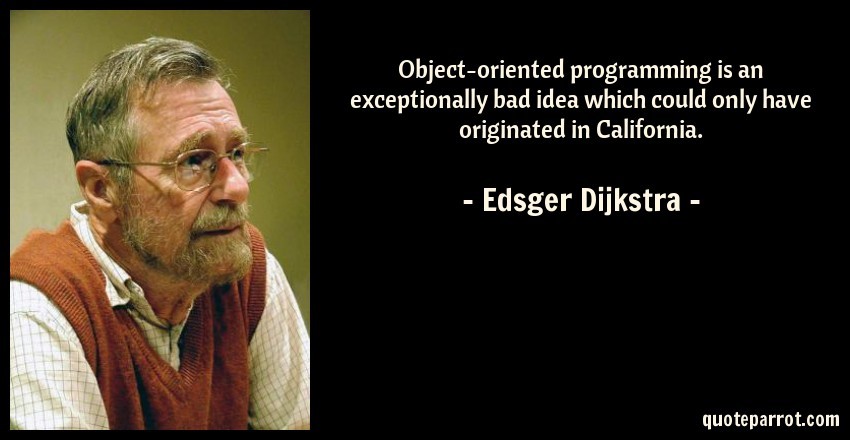 Object-oriented programming is an
exceptionally bad idea which could only have
originated in California.
- Edsger Dijkstra -
quoteparrot.com